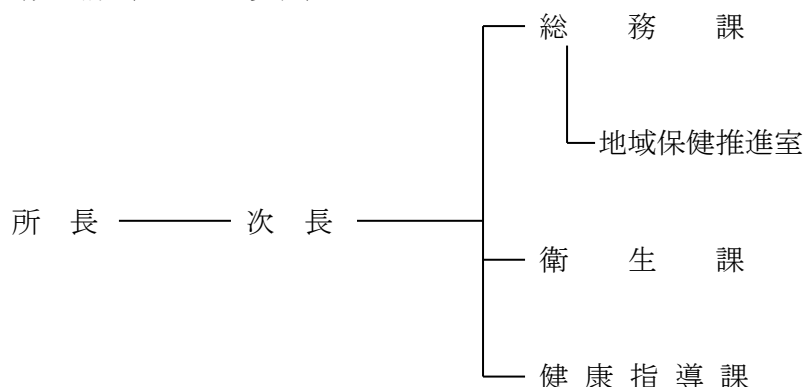 総　務　課
地域保健推進室
所　長
次　長
衛　生　課
健 康 指 導 課